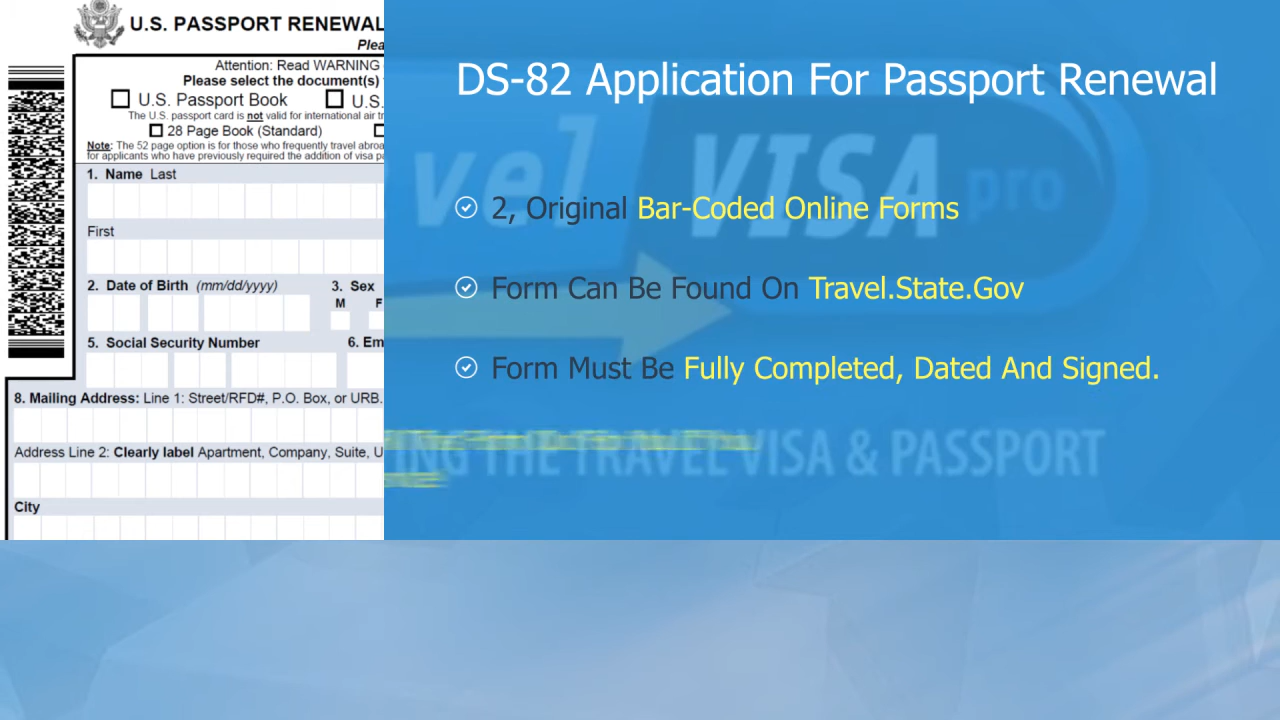 U.S. PASSPORT RENEWAL
Attention: Read WARNING
Please select the document(s)
U.S. Passport Book U.S.
The U.S. passport card is not valid for international air
28 Page Book (Standard)
Note: The 52 page option is for those who frequently travel
for applicants who have previously required the addition of visa
1. Name Last
First
2. Date of Birth (mm/dd/yyyy) 3. Sex
M F
5. Social Security Number 6.
8. Mailing Address: Line 1: Street/RFD#, P.O. Box, or URB.
Address Line 2: Clearly label Apartment, Company, Suite,
City
DS-82 Application For Passport Renewal
VISA pro
2, Original Bar-Coded Online Forms
Form Can Be Found On Travel.State.Gov
Form Must Be Fully Completed, Dated And Signed.
THE TRAVEL VISA & PASSPORT